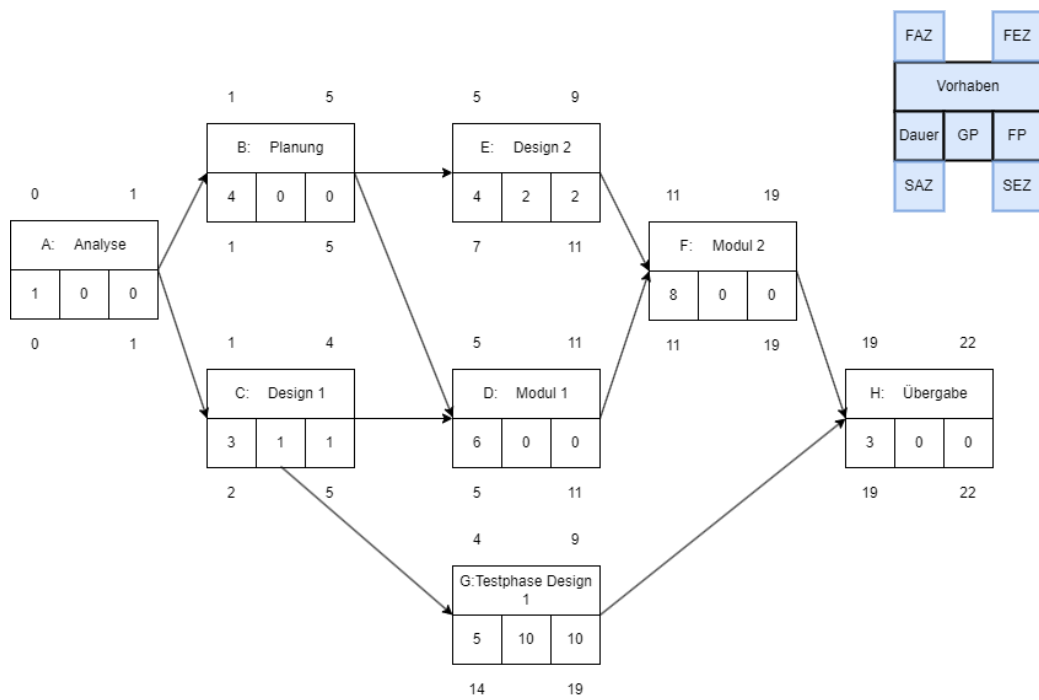 FAZ FEZ
Vorhaben
Dauer GP FP
SAZ SEZ
0 1
A: Analyse
1 0 0
0 1
1 5
B: Planung
4 0 0
1 5
1 4
C: Design 1
3 1 1
2 5
5 9
E: Design 2
4 2 2
7 11
5 11
D: Modul 1
6 0 0
5 11
4 9
G:Testphase Design
1
5 10 10
14 19
11 19
F: Modul 2
8 0 0
11 19
19 22
H: Übergabe
3 0 0
19 22